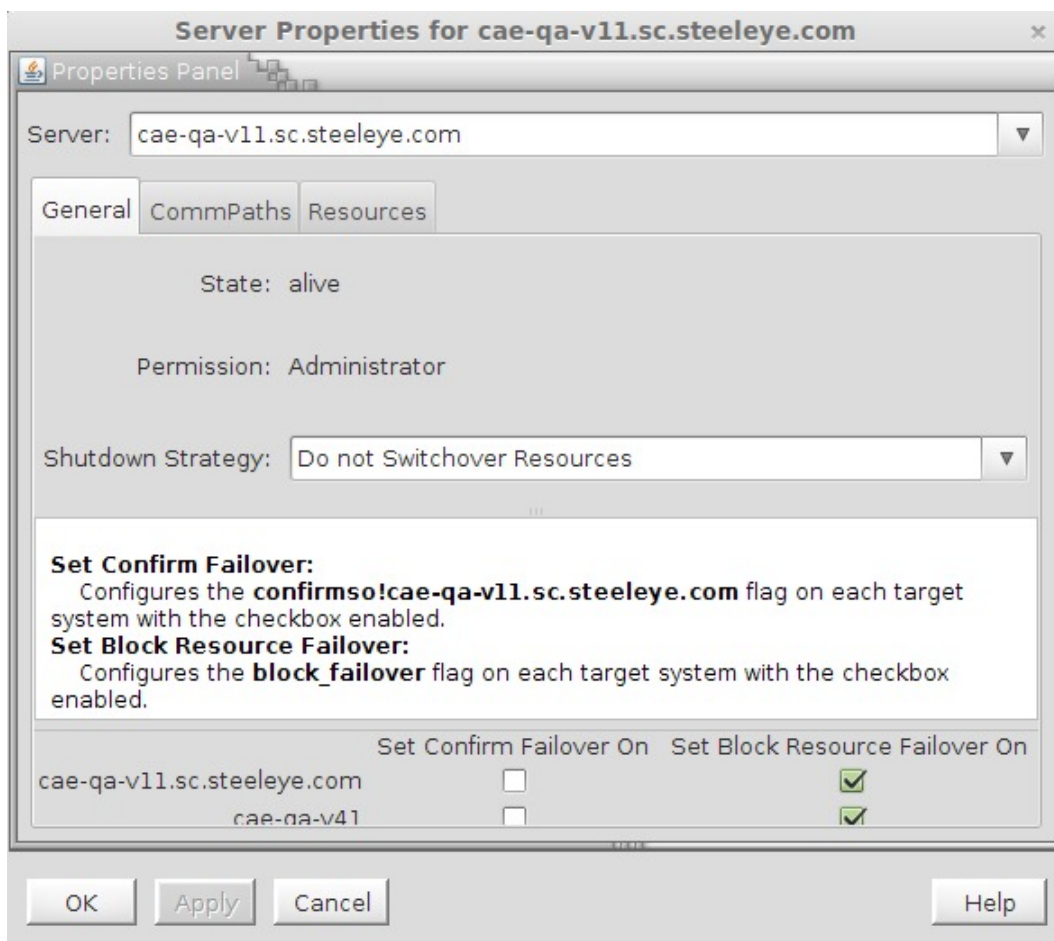 Server Properties for cae-qa-v11.sc.steeleye.com
Properties Panel
Server: cae-qa-v11.sc.steeleye.com
General CommPaths Resources
State: alive
Permission: Administrator
Shutdown Strategy: Do not Switchover Resources
Set Confirm Failover:
Configures the confirmso!cae-qa-v11.sc.steeleye.com flag on each target
system with the checkbox enabled.
Set Block Resource Failover:
Configures the block_failover flag on each target system with the checkbox
enabled.
Set Confirm Failover On Set Block Resource Failover On
cae-qa-v11.sc.steeleye.com
cae-qa-v41
OK Apply Cancel Help